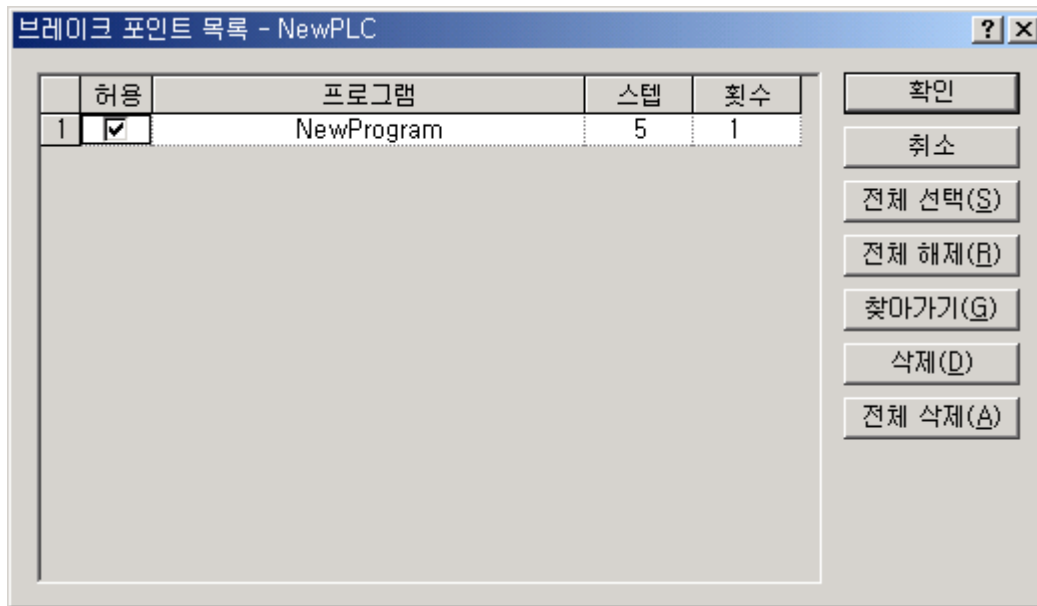 브레이크 포인트 목록 - NewPLC
허용 프로그램 스텝 횟수
1 NewProgram 5 1
확인
취소
전체 선택(S)
전체 해제(R)
찾아가기(G)
삭제(D)
전체 삭제(A)